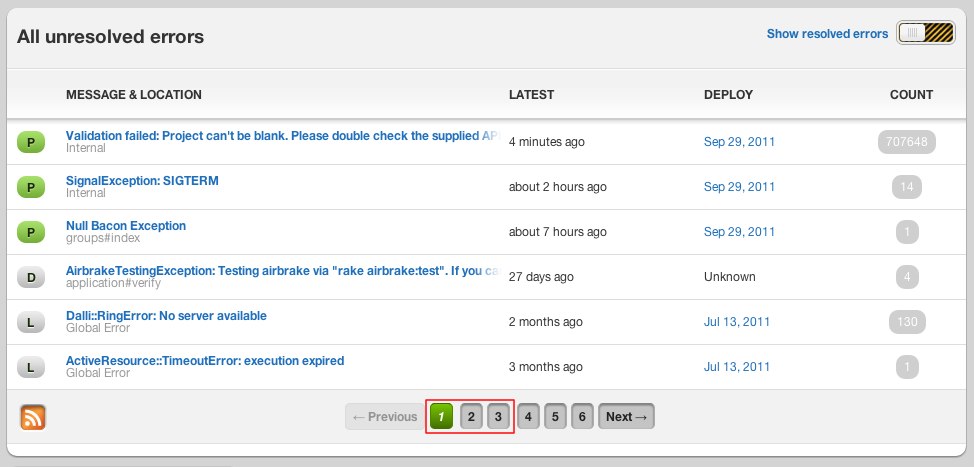 All unresolved errors
Show resolved errors
MESSAGE & LOCATION LATEST DEPLOY COUNT
P Validation failed: Project can't be blank. Please double check the supplied AP 4 minutes ago Sep 29, 2011 707648
Internal
P SignalException: SIGTERM about 2 hours ago Sep 29, 2011 14
Internal
P Null Bacon Exception about 7 hours ago Sep 29, 2011 1
groups#index
D AirbrakeTestingException: Testing airbrake via "rake airbrake:test". If you ca 27 days ago Unknown 4
application#verify
L Dalli::RingError: No server available 2 months ago Jul 13, 2011 130
Global Error
L ActiveResource::TimeoutError: execution expired 3 months ago Jul 13, 2011 1
Global Error
← Previous 1 2 3 4 5 6 Next →